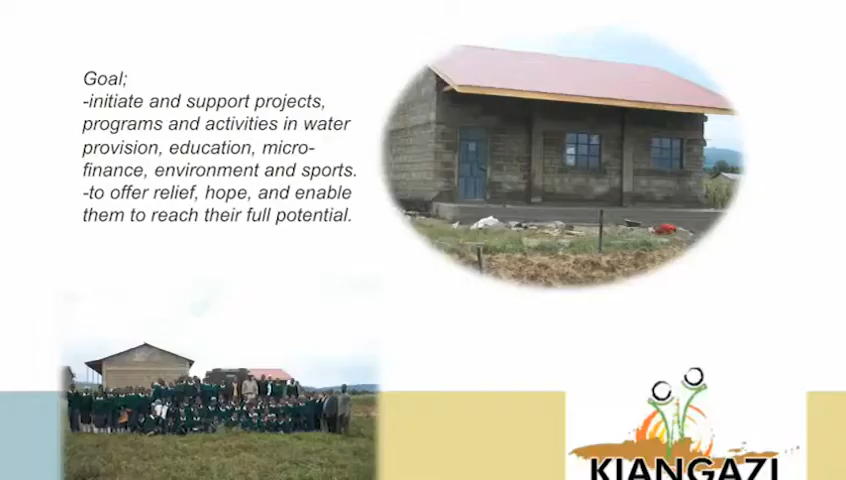 Goal;
-initiate and support projects,
programs and activities in water
provision, education, micro-
finance, environment and sports.
-to offer relief, hope, and enable
them to reach their full potential.
KIANGAZI